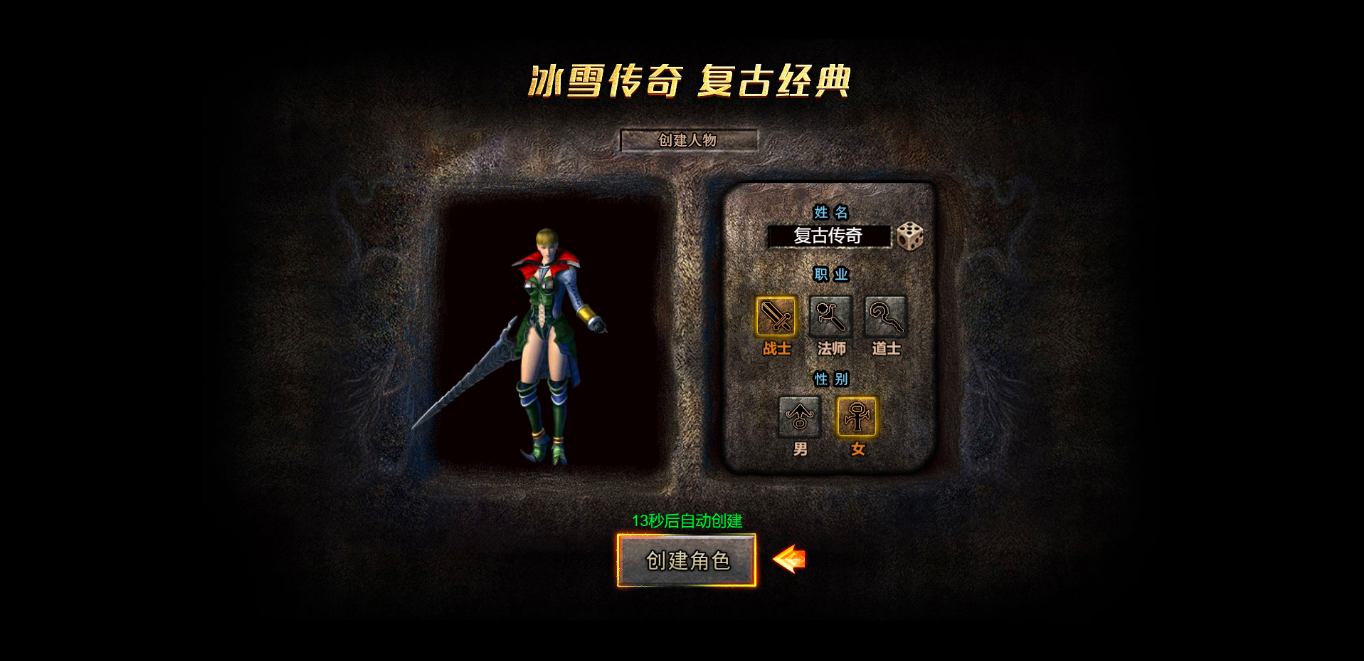 冰雪传奇 复古经典
创建人物
姓 名
复古传奇
职 业
战士 法师 道士
性 别
男 女
13秒后自动创建
创建角色